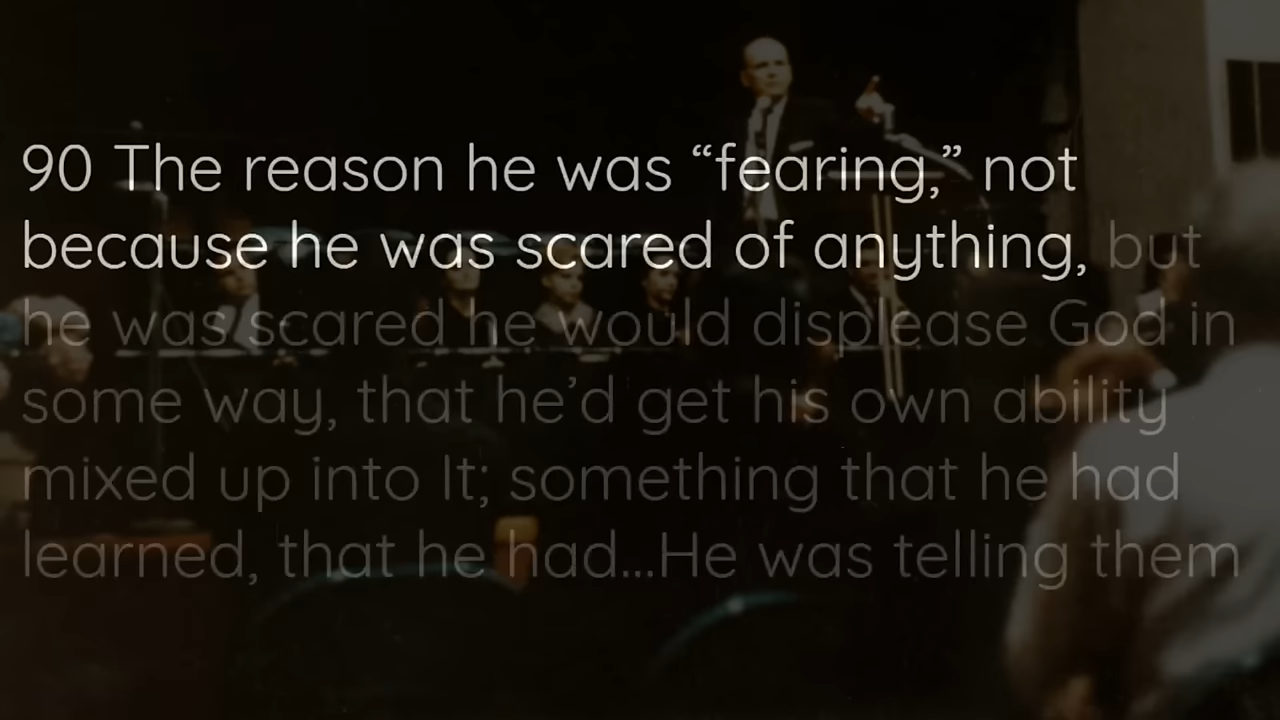 90 The reason he was “fearing,” not
because he was scared of anything, but
he was scared he would displease God in
some way, that he’d get his own ability
mixed up into It; something that he had
learned, that he had...He was telling them